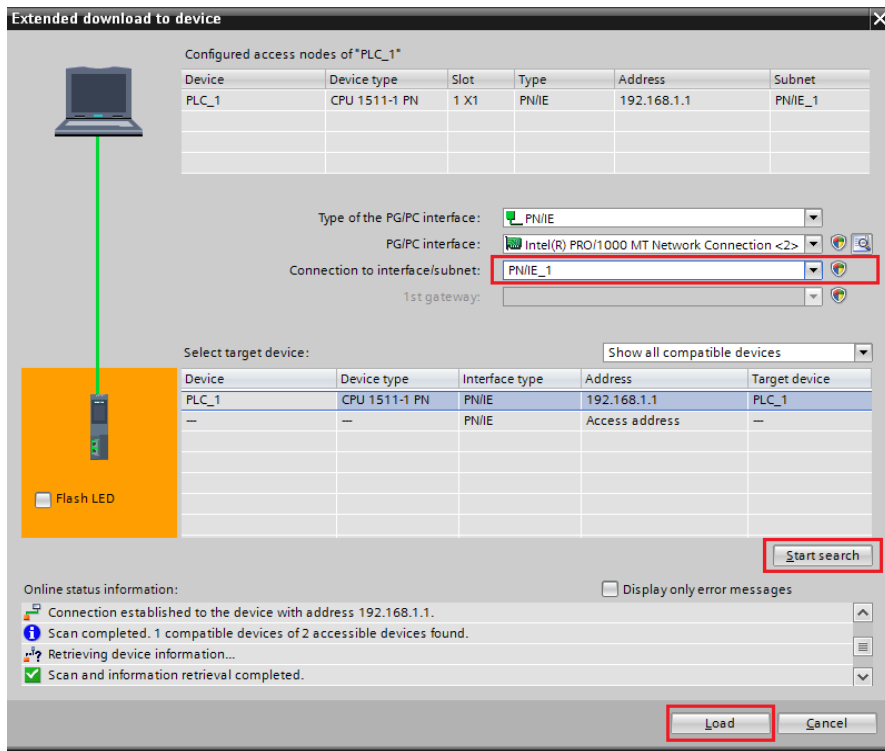 Extended download to device
Configured access nodes of "PLC_1"
Device Device type Slot Type Address Subnet
PLC_1 CPU 1511-1 PN 1 X1 PN/IE 192.168.1.1 PN/IE_1
Type of the PG/PC interface: PN/IE
PG/PC interface: Intel(R) PRO/1000 MT Network Connection <2>
Connection to interface/subnet: PN/IE_1
1st gateway:
Select target device: Show all compatible devices
Device Device type Interface type Address Target device
PLC_1 CPU 1511-1 PN PN/IE 192.168.1.1 PLC_1
— — PN/IE Access address —
Flash LED
Start search
Online status information: Display only error messages
Connection established to the device with address 192.168.1.1.
Scan completed. 1 compatible devices of 2 accessible devices found.
Retrieving device information...
Scan and information retrieval completed.
Load Cancel